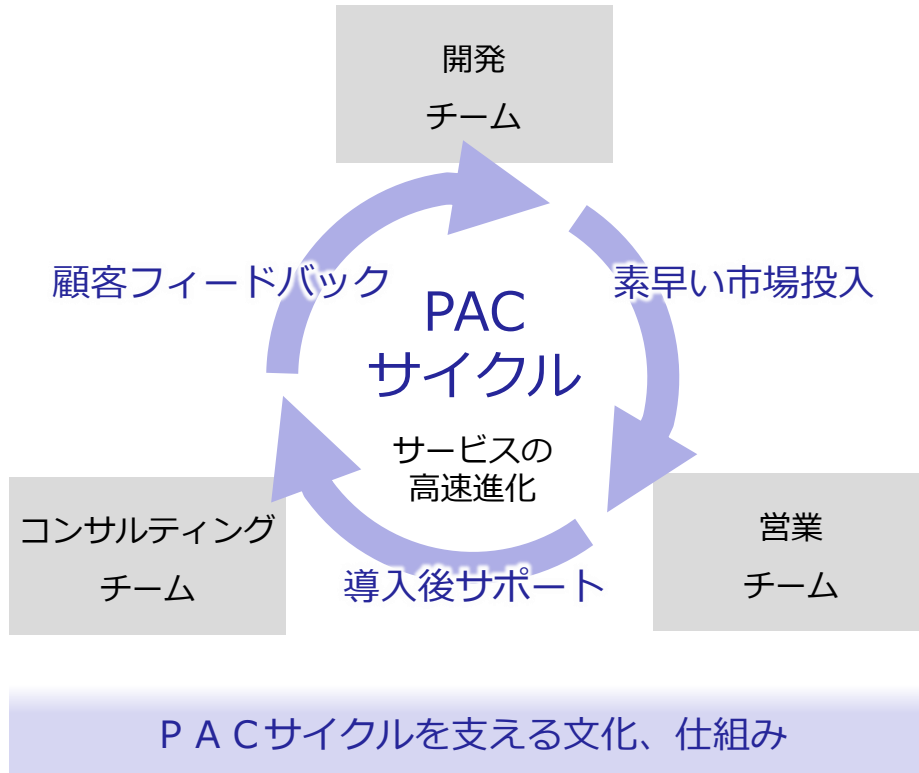 開発
チーム
顧客フィードバック
素早い市場投入
PAC
サイクル
サービスの
高速進化
コンサルティング
チーム
導入後サポート
営業
チーム
ＰＡＣサイクルを支える文化、仕組み